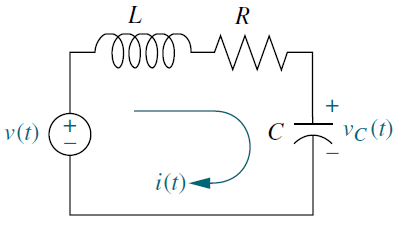 L R
+
v(t) + C v_C(t)
− −
i(t)